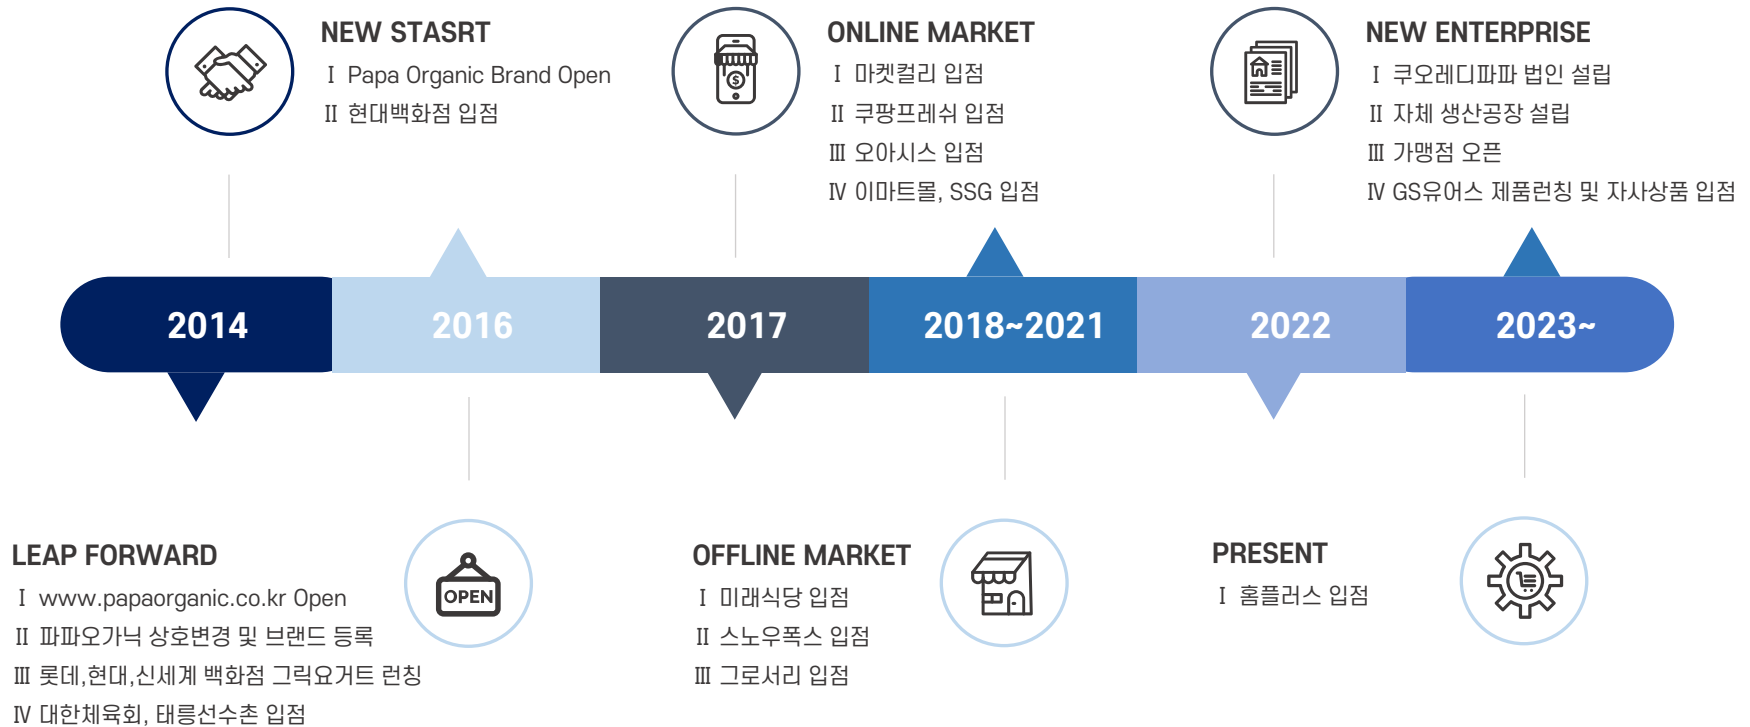 NEW STASRT
Ⅰ Papa Organic Brand Open
Ⅱ 현대백화점 입점
ONLINE MARKET
Ⅰ 마켓컬리 입점
Ⅱ 쿠팡프레쉬 입점
Ⅲ 오아시스 입점
Ⅳ 이마트몰, SSG 입점
NEW ENTERPRISE
Ⅰ 쿠오레디파파 법인 설립
Ⅱ 자체 생산공장 설립
Ⅲ 가맹점 오픈
Ⅳ GS유어스 제품런칭 및 자사상품 입점
2014
2016
2017
2018~2021
2022
2023~
LEAP FORWARD
Ⅰ www.papaorganic.co.kr Open
Ⅱ 파파오가닉 상호변경 및 브랜드 등록
Ⅲ 롯데,현대,신세계 백화점 그릭요거트 런칭
Ⅳ 대한체육회, 태릉선수촌 입점
OPEN
OFFLINE MARKET
Ⅰ 미래식당 입점
Ⅱ 스노우폭스 입점
Ⅲ 그로서리 입점
PRESENT
Ⅰ 홈플러스 입점